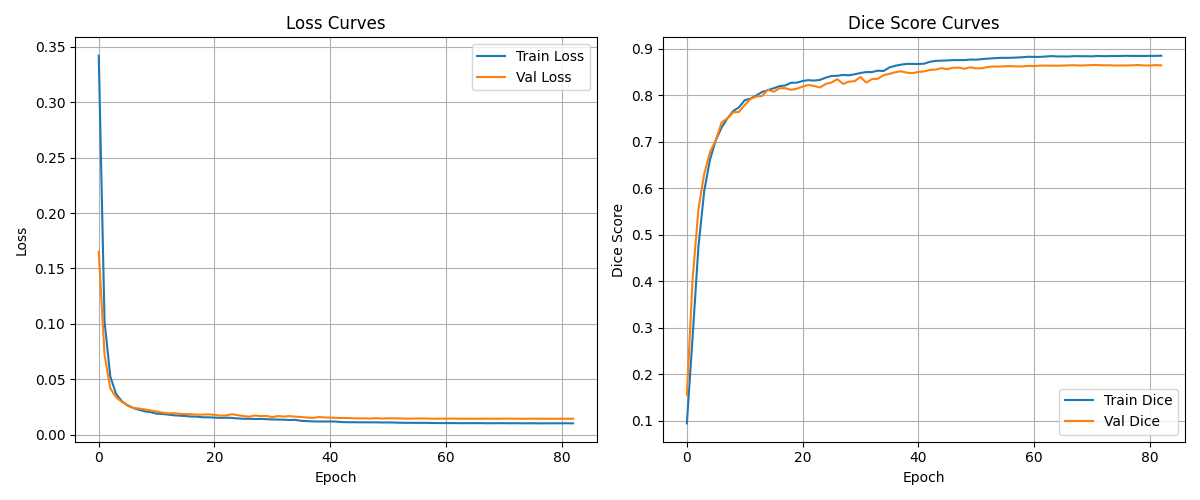 Loss Curves
0.35
0.30
0.25
0.20
0.15
0.10
0.05
0.00
Loss
Train Loss
Val Loss
0 20 40 60 80
Epoch
Dice Score Curves
0.9
0.8
0.7
0.6
0.5
0.4
0.3
0.2
0.1
Dice Score
Train Dice
Val Dice
0 20 40 60 80
Epoch